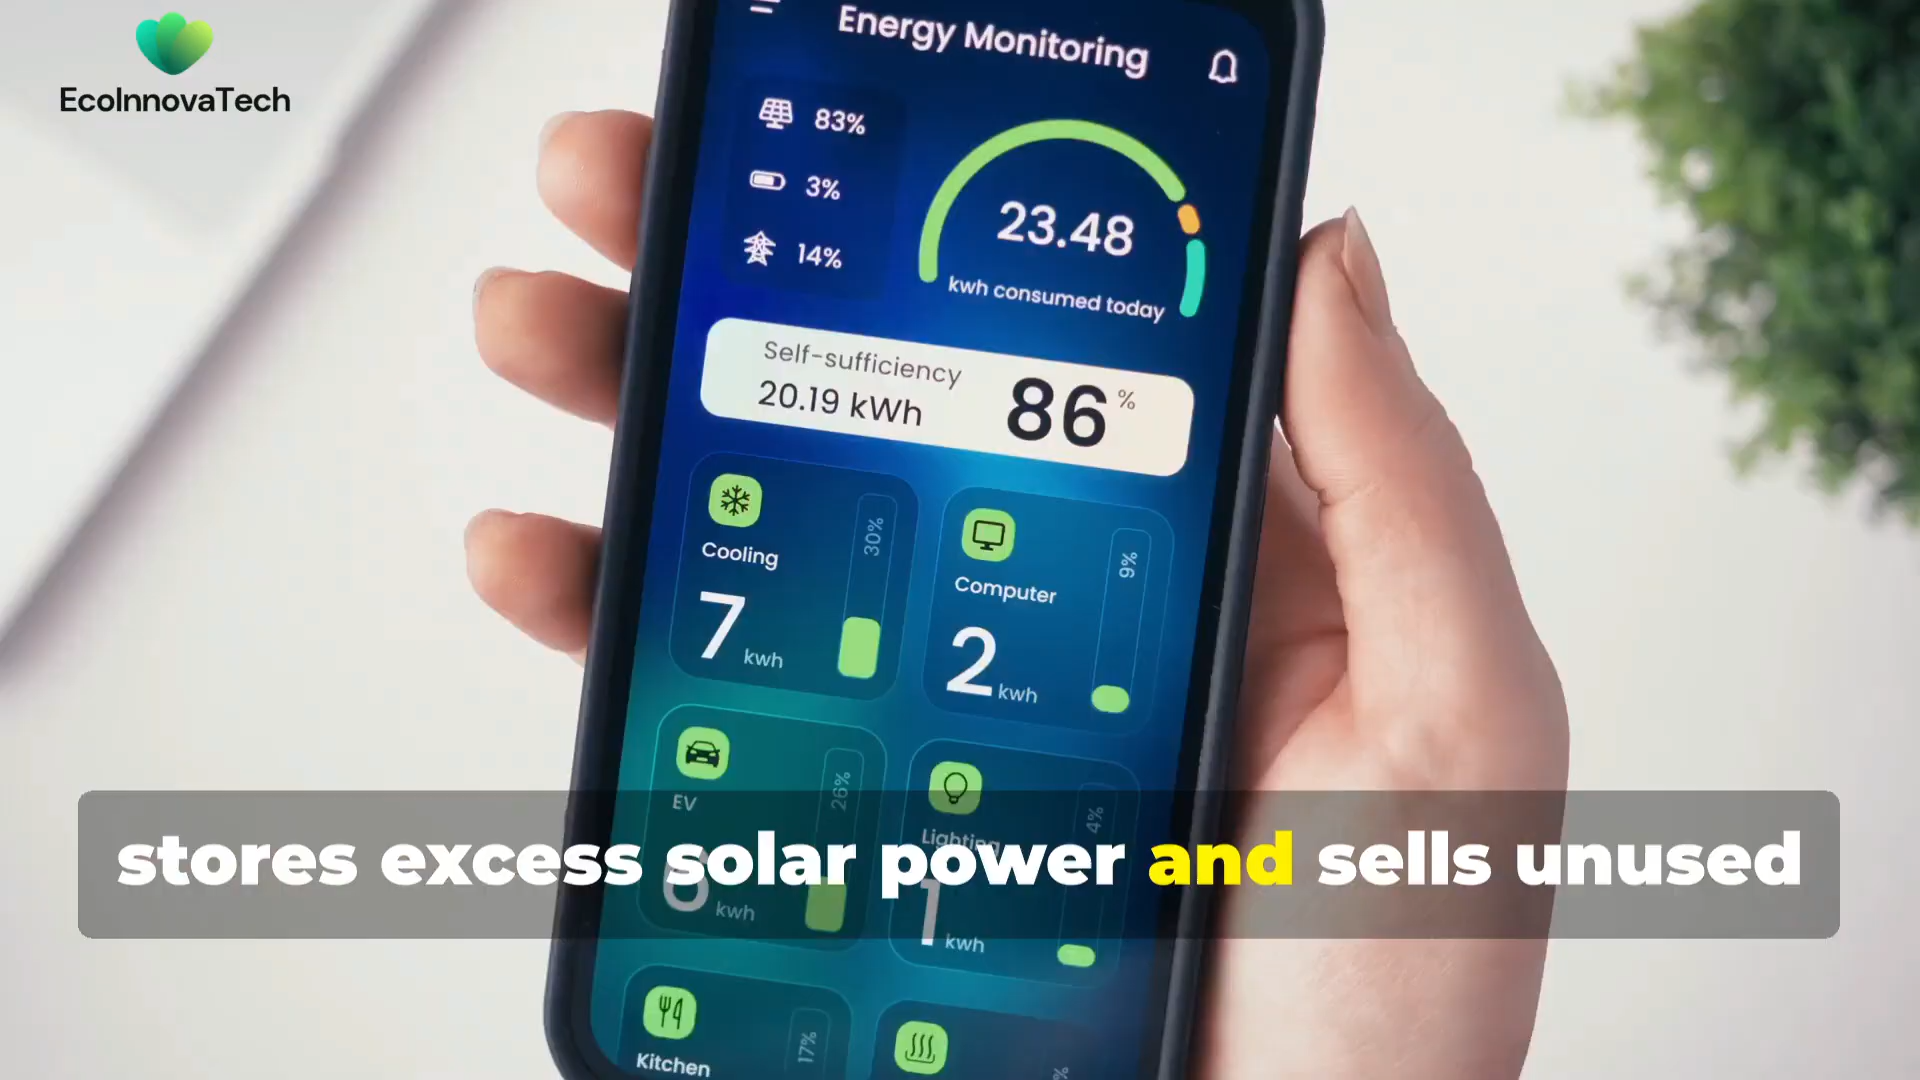 EcoInnovaTech
Energy Monitoring
83%
3%
14%
23.48
kwh consumed today
Self-sufficiency
20.19 kWh
86%
Cooling
30%
7 kwh
Computer
9%
2 kwh
EV
26%
6 kwh
Lighting
4%
1 kwh
stores excess solar power and sells unused
Kitchen
17%
%